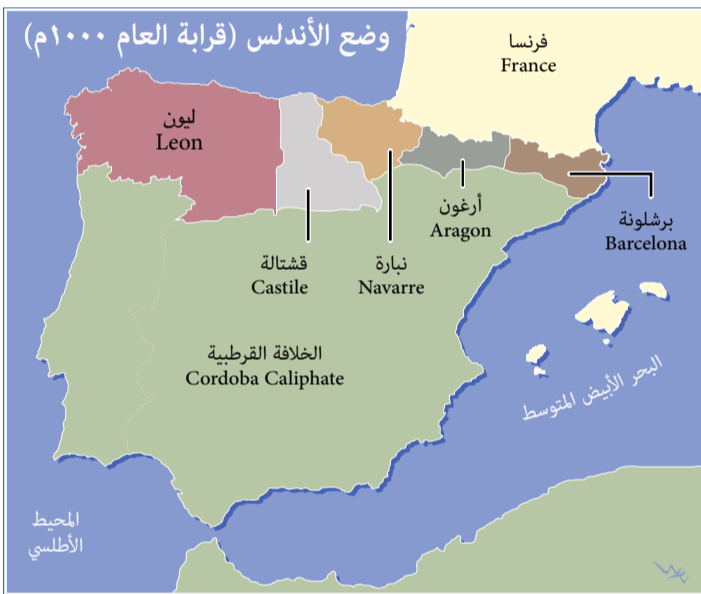 وضع الأندلس (قرابة العام ١٠٠٠م)
فرنسا
France
ليون
Leon
أرغون
Aragon
برشلونة
Barcelona
قشتالة
Castile
نبارة
Navarre
الخلافة القرطبية
Cordoba Caliphate
البحر الأبيض المتوسط
المحيط
الأطلسي